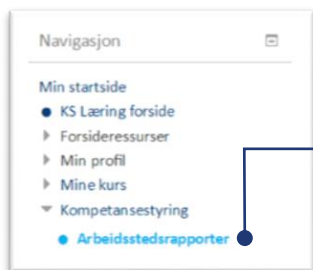 Navigasjon
Min startside
KS Læring forside
Forsideressurser
Min profil
Mine kurs
Kompetansestyring
Arbeidsstedsrapporter